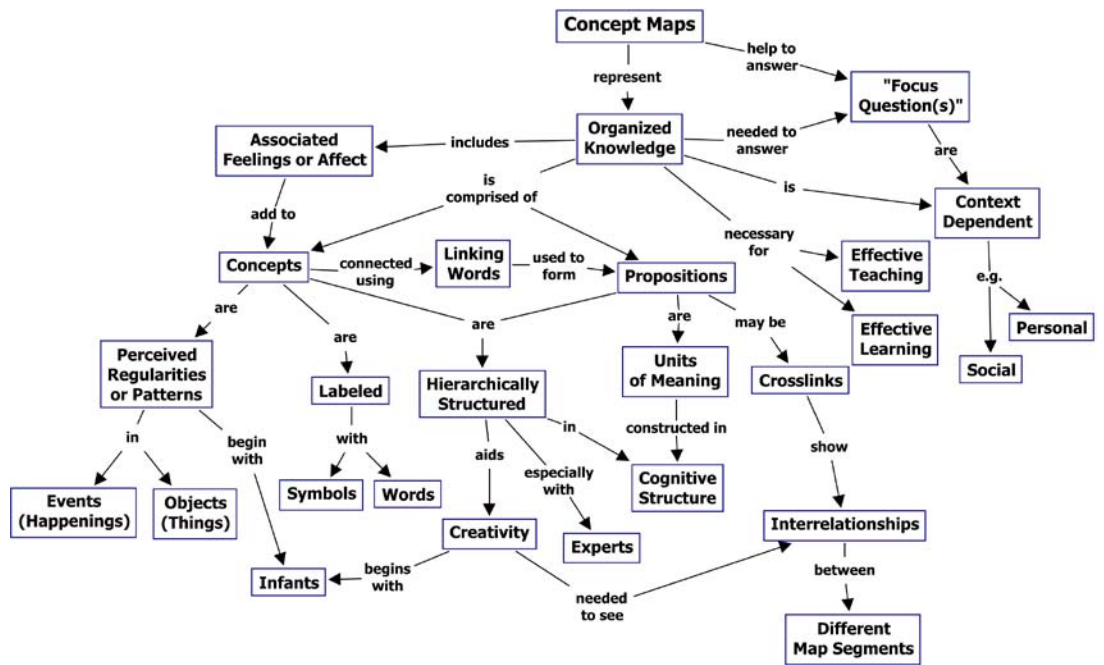 Concept Maps
help to
answer
represent
"Focus
Question(s)"
Associated
Feelings or Affect
includes
Organized
Knowledge
needed to
answer
are
is
comprised of
is
Context
Dependent
add to
necessary
for
Concepts
connected
using
Linking
Words
used to
form
Propositions
Effective
Teaching
e.g.
are
are
are
are
may be
Effective
Learning
Personal
Social
Perceived
Regularities
or Patterns
Labeled
Hierarchically
Structured
Units
of Meaning
Crosslinks
in
begin
with
with
aids
in
constructed in
show
especially
with
Events
(Happenings)
Objects
(Things)
Symbols
Words
Cognitive
Structure
Creativity
Experts
Interrelationships
Infants
begins
with
needed
to see
between
Different
Map Segments